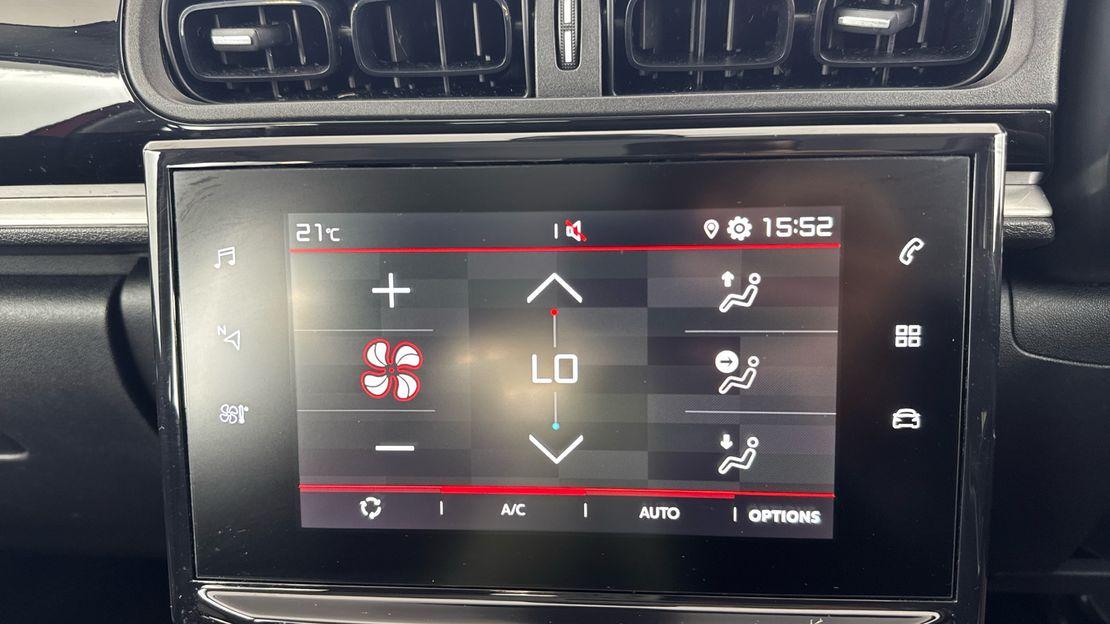 21°C 15:52
N
LO
A/C AUTO OPTIONS